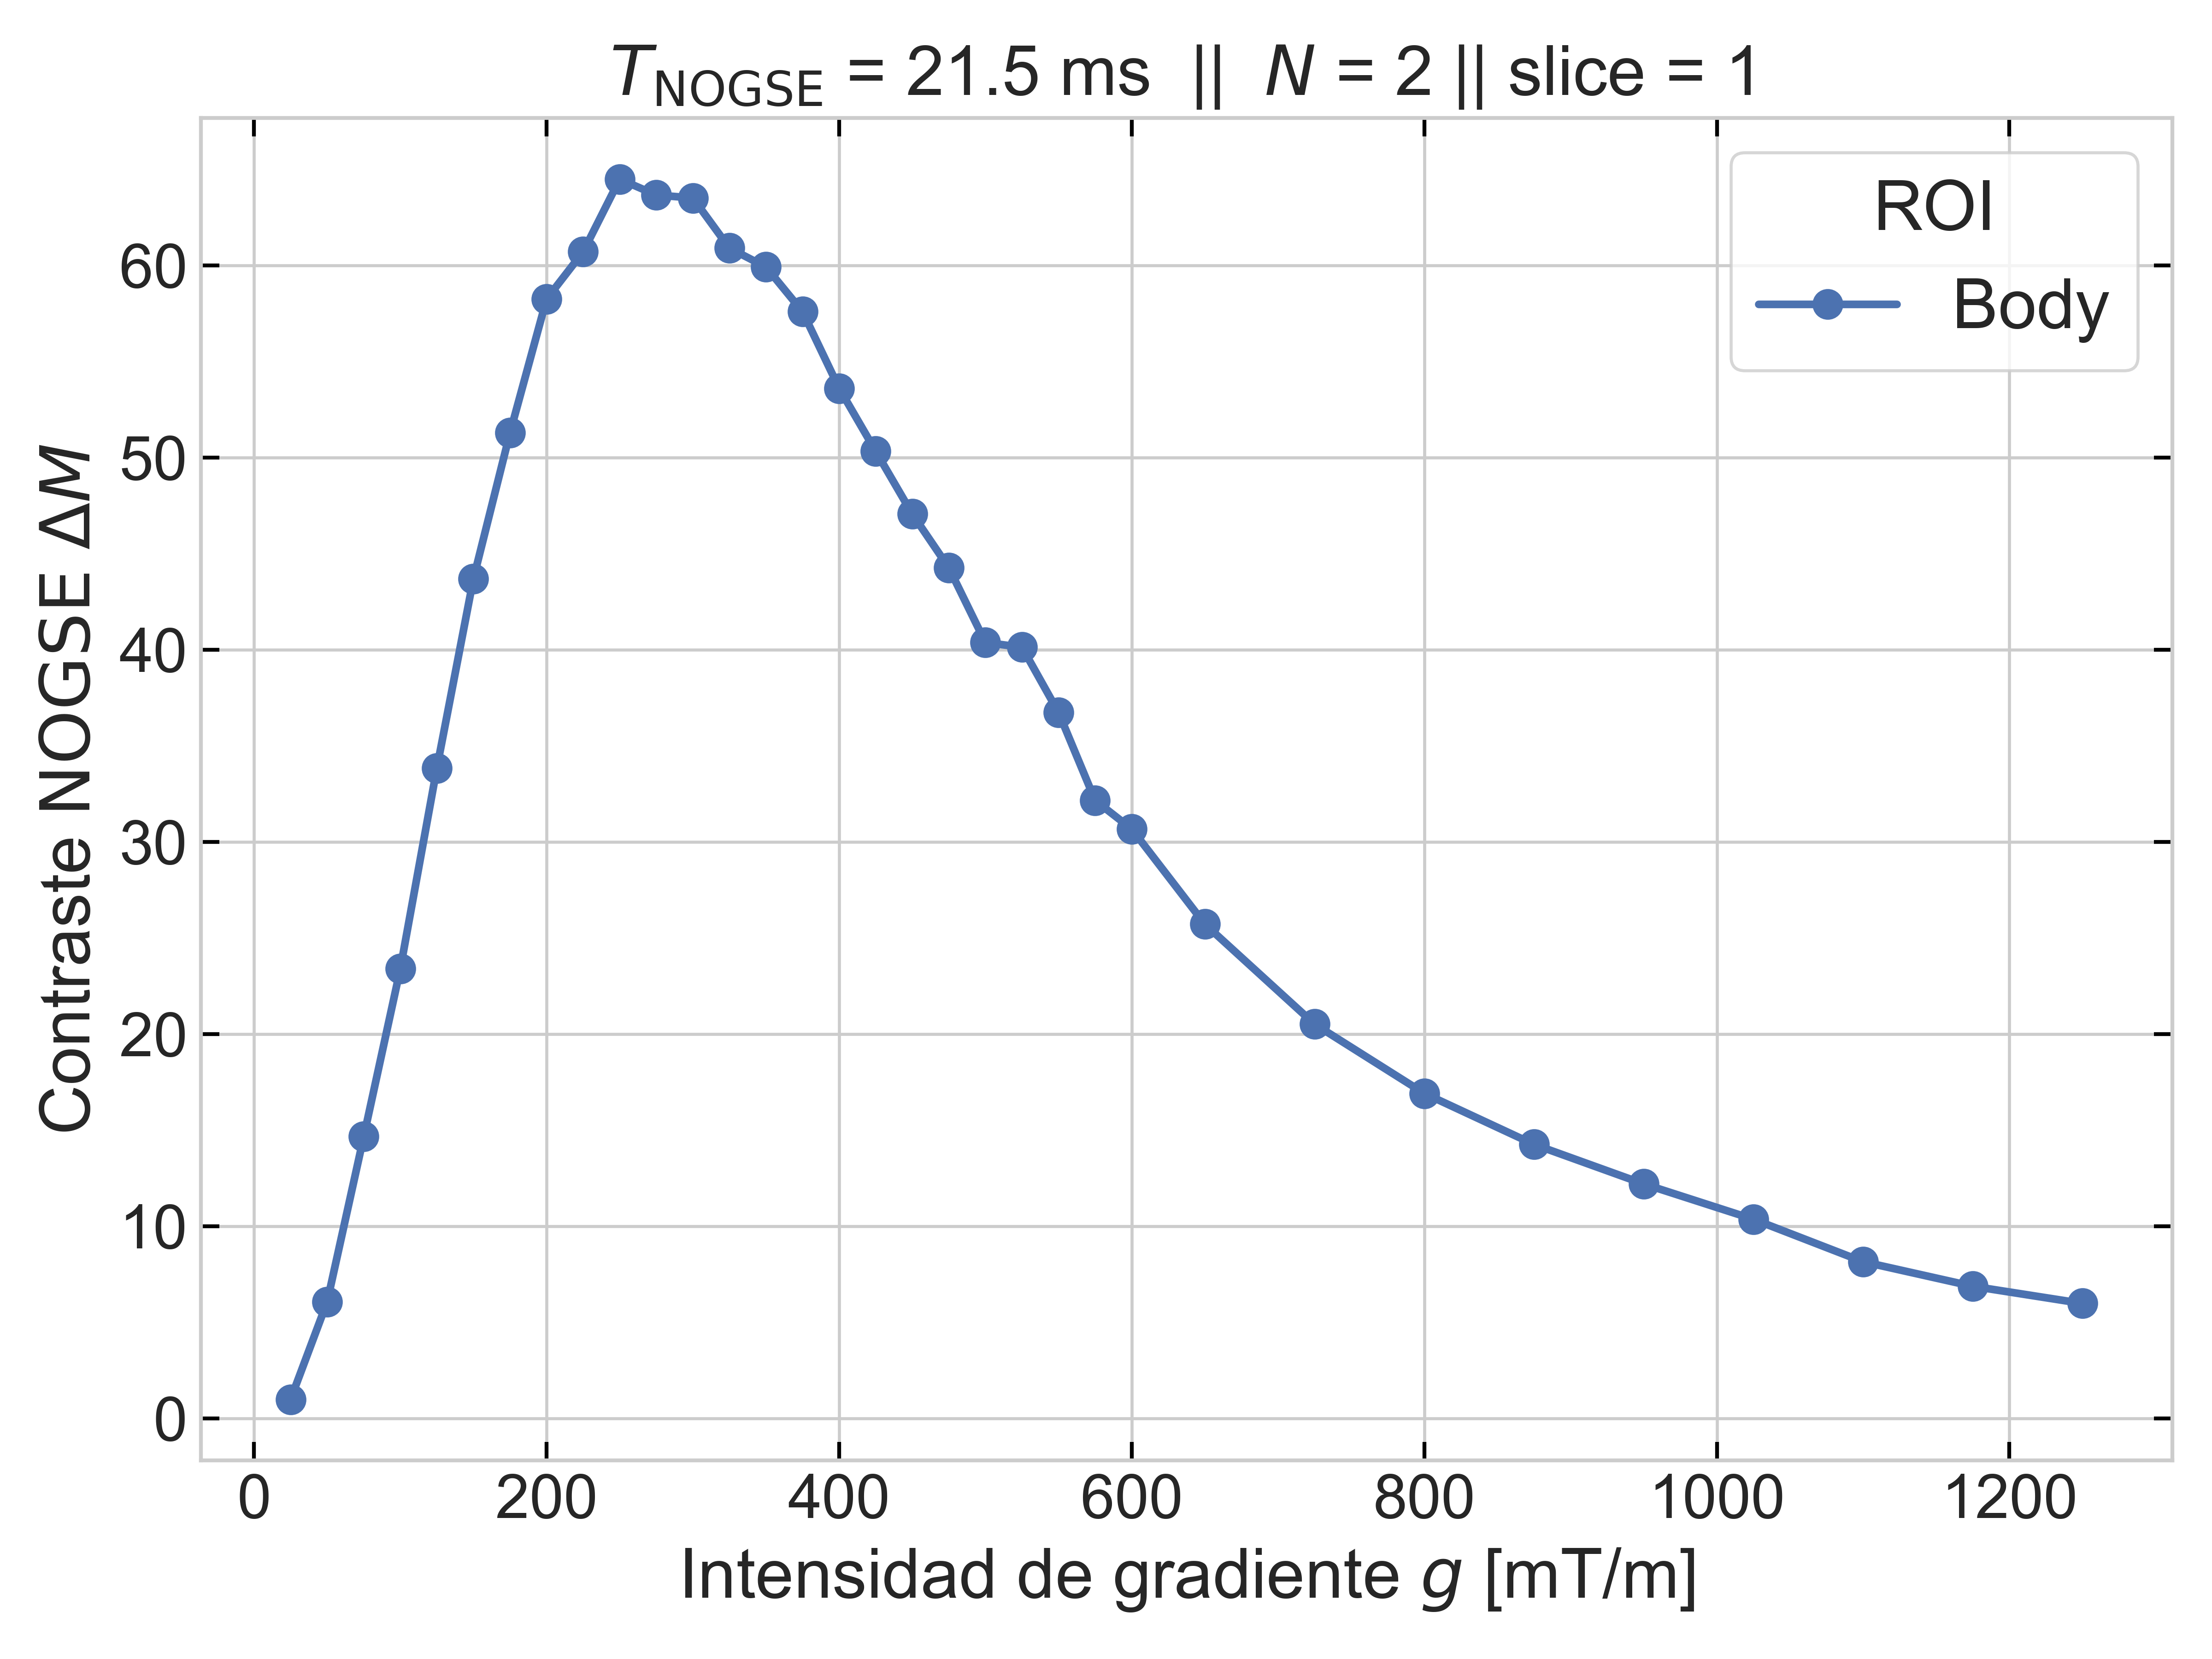 T_NOGSE = 21.5 ms || N = 2 || slice = 1
ROI
Body
Contraste NOGSE ΔM
60
50
40
30
20
10
0
0 200 400 600 800 1000 1200
Intensidad de gradiente g [mT/m]